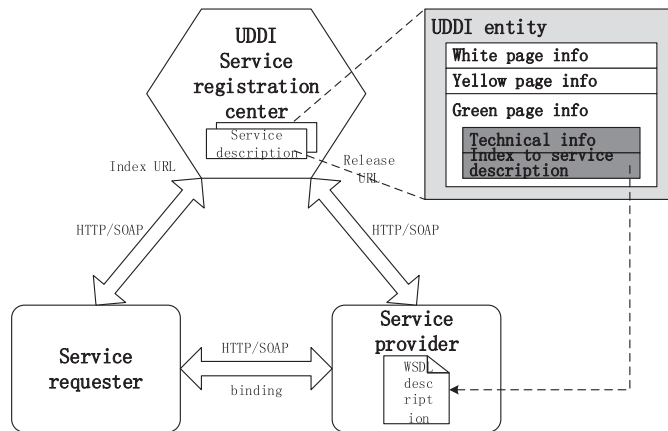 UDDI
Service
registration
center
Service
description
Index URL
Release
URL
UDDI entity
White page info
Yellow page info
Green page info
Technical info
Index to service
description
HTTP/SOAP
HTTP/SOAP
Service
requester
HTTP/SOAP
binding
Service
provider
WSDL
desc
ript
ion